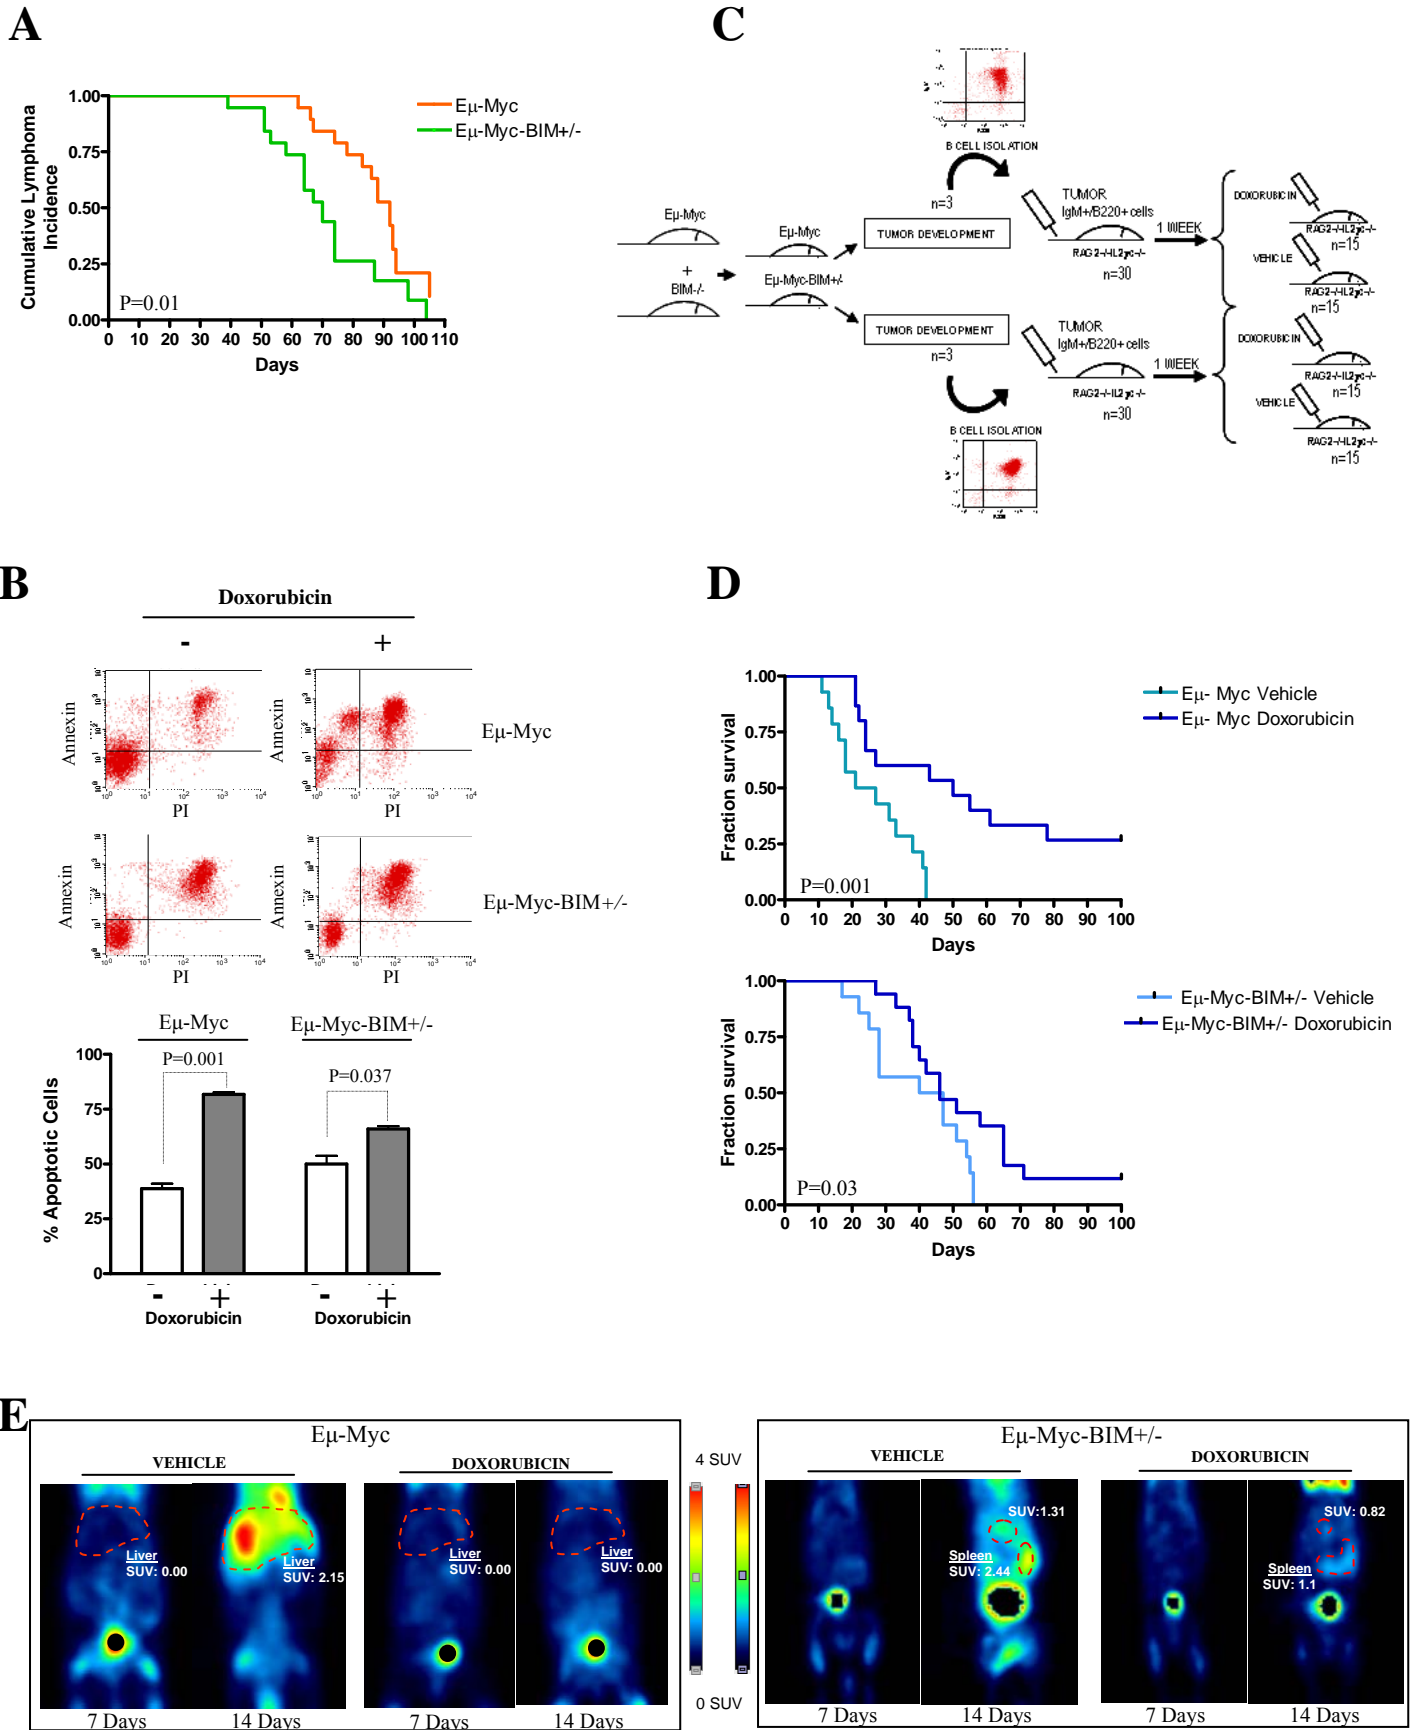 A
1.00
0.75
0.50
0.25
0.00
Cumulative Lymphoma
Incidence
P=0.01
0 10 20 30 40 50 60 70 80 90 100 110
Days
Eμ-Myc
Eμ-Myc-BIM+/-
C
B CELL ISOLATION
n=3
Eμ-Myc
+
BIM-/-
Eμ-Myc
Eμ-Myc-BIM+/-
TUMOR DEVELOPMENT
TUMOR
IgM+/B220+ cells
RAG2-/-IL2γc-/-
n=30
1 WEEK
DOXORUBICIN
RAG2-/-IL2γc-/-
n=15
VEHICLE
RAG2-/-IL2γc-/-
n=15
TUMOR DEVELOPMENT
n=3
B CELL ISOLATION
TUMOR
IgM+/B220+ cells
RAG2-/-IL2γc-/-
n=30
1 WEEK
DOXORUBICIN
RAG2-/-IL2γc-/-
n=15
VEHICLE
RAG2-/-IL2γc-/-
n=15
B
Doxorubicin
- +
Annexin
PI
Annexin
PI
Eμ-Myc
Annexin
PI
Annexin
PI
Eμ-Myc-BIM+/-
Eμ-Myc
Eμ-Myc-BIM+/-
P=0.001
P=0.037
100
75
50
25
0
% Apoptotic Cells
- + - +
Doxorubicin
Doxorubicin
D
1.00
0.75
0.50
0.25
0.00
Fraction survival
P=0.001
0 10 20 30 40 50 60 70 80 90 100
Days
Eμ- Myc Vehicle
Eμ- Myc Doxorubicin
1.00
0.75
0.50
0.25
0.00
Fraction survival
P=0.03
0 10 20 30 40 50 60 70 80 90 100
Days
Eμ-Myc-BIM+/- Vehicle
Eμ-Myc-BIM+/- Doxorubicin
E
Eμ-Myc
VEHICLE
DOXORUBICIN
Liver
SUV: 0.00
Liver
SUV: 2.15
Liver
SUV: 0.00
Liver
SUV: 0.00
7 Days
14 Days
7 Days
14 Days
4 SUV
0 SUV
Eμ-Myc-BIM+/-
VEHICLE
DOXORUBICIN
SUV:1.31
Spleen
SUV: 2.44
SUV: 0.82
Spleen
SUV: 1.1
7 Days
14 Days
7 Days
14 Days